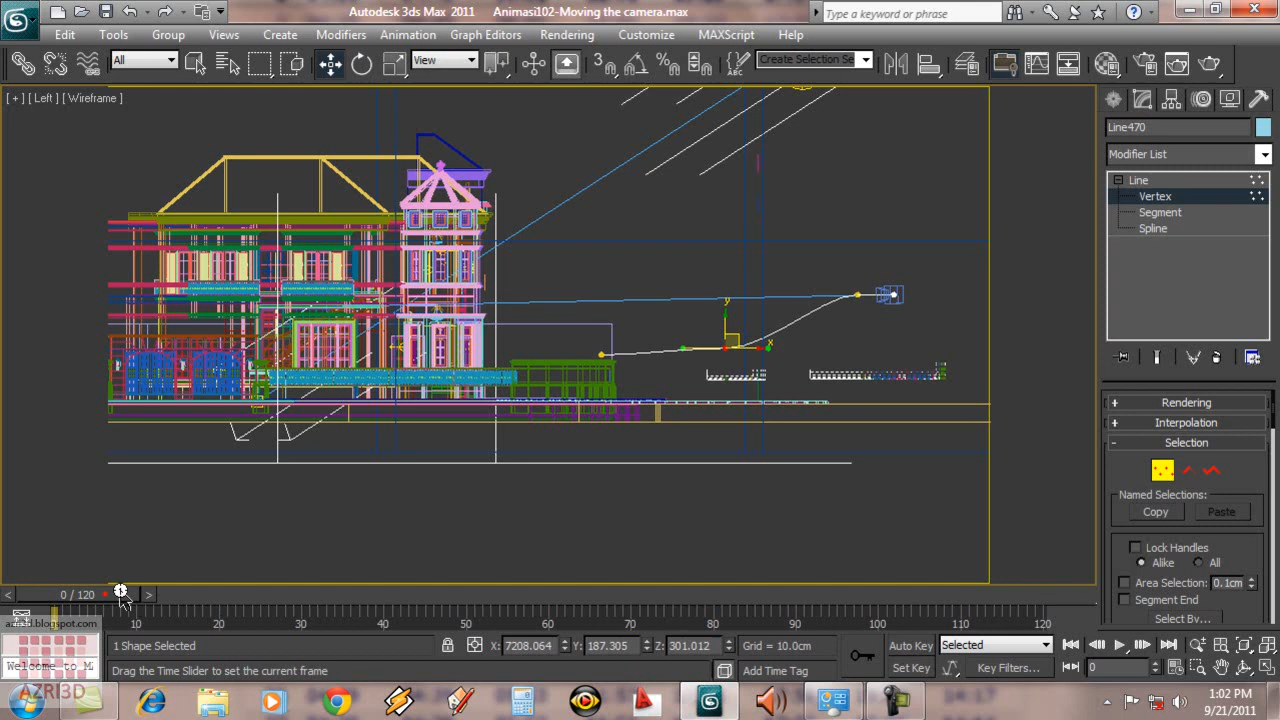 Autodesk 3ds Max 2011
Animasi102-Moving the camera.max
Type a keyword or phrase
Edit
Tools
Group
Views
Create
Modifiers
Animation
Graph Editors
Rendering
Customize
MAXScript
Help
All
View
Create Selection Se
[ + ] [ Left ] [ Wireframe ]
y
x
Line470
Modifier List
Line
Vertex
Segment
Spline
+ Rendering
+ Interpolation
- Selection
Named Selections:
Copy
Paste
Lock Handles
Alike
All
Area Selection: 0.1cm
Segment End
Select By...
< 0 / 120 >
10 20 30 40 50 60 70 80 90 100 110 120
Welcome to M
AZRI3D
1 Shape Selected
X: 7208.064
Y: 187.305
Z: 301.012
Grid = 10.0cm
Auto Key
Selected
Drag the Time Slider to set the current frame
Add Time Tag
Set Key
Key Filters...
0
1:02 PM
9/21/2011